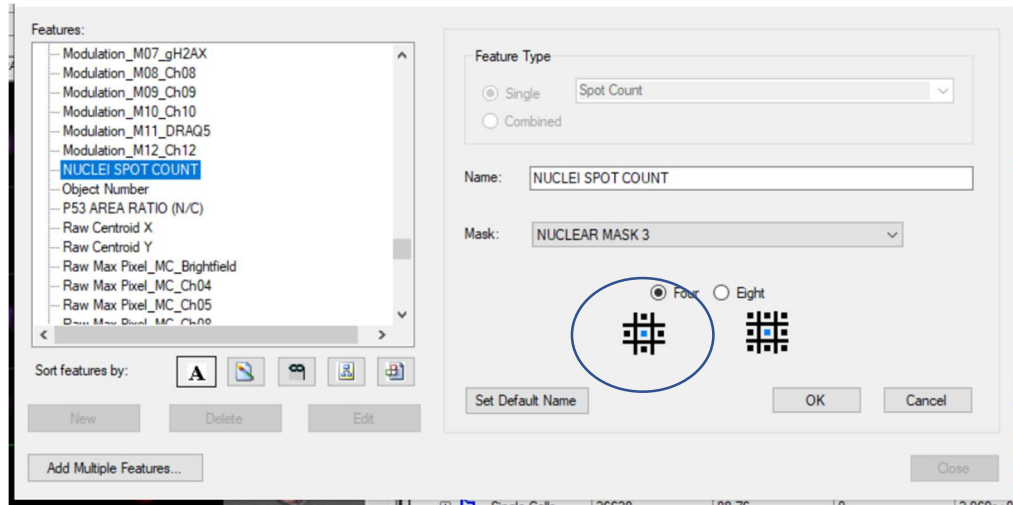 Features:
Modulation_M07_gH2AX
Modulation_M08_Ch08
Modulation_M09_Ch09
Modulation_M10_Ch10
Modulation_M11_DRAQ5
Modulation_M12_Ch12
NUCLEI SPOT COUNT
Object Number
P53 AREA RATIO (N/C)
Raw Centroid X
Raw Centroid Y
Raw Max Pixel_MC_Brightfield
Raw Max Pixel_MC_Ch04
Raw Max Pixel_MC_Ch05
Raw Max Pixel_MC_Ch08
Sort features by:
A
New
Delete
Edit
Add Multiple Features...
Feature Type
Single
Spot Count
Combined
Name:
NUCLEI SPOT COUNT
Mask:
NUCLEAR MASK 3
Four
Eight
Set Default Name
OK
Cancel
Close